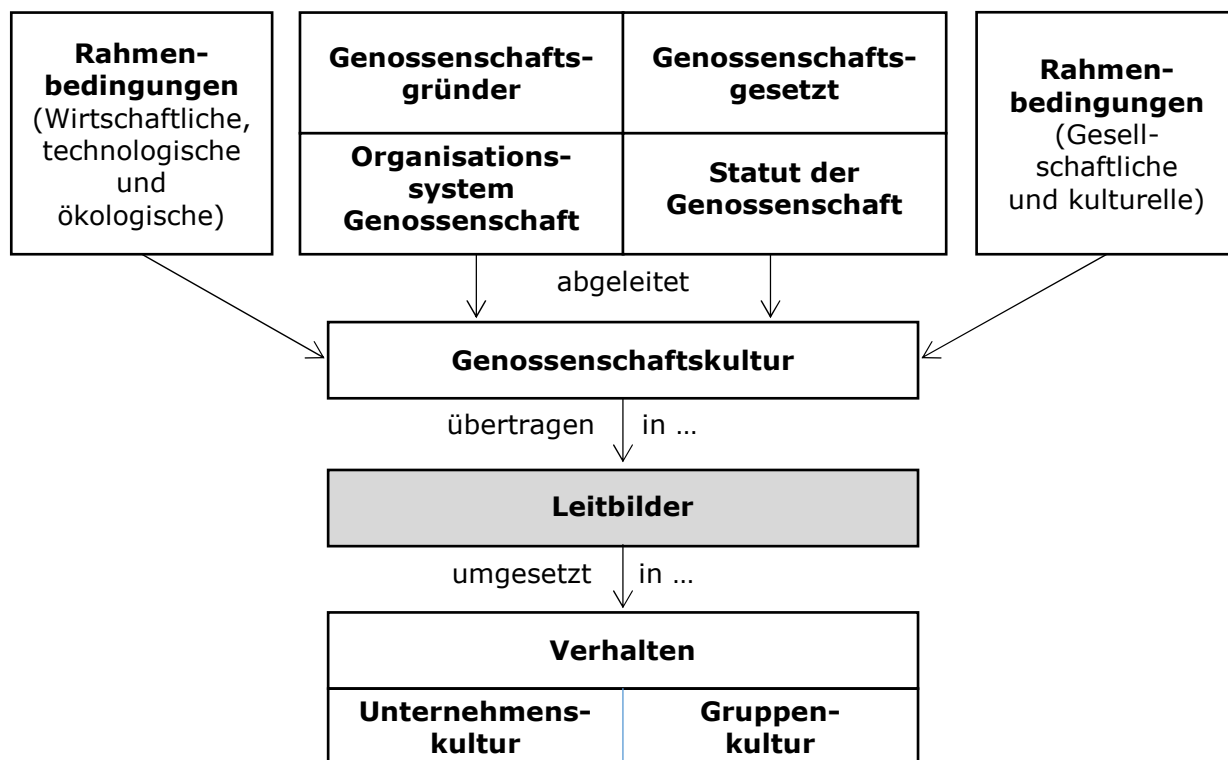 Rahmen-
bedingungen
(Wirtschaftliche,
technologische
und
ökologische)
Genossenschafts-
gründer
Genossenschafts-
gesetzt
Organisations-
system
Genossenschaft
Statut der
Genossenschaft
Rahmen-
bedingungen
(Gesell-
schaftliche
und kulturelle)
abgeleitet
Genossenschaftskultur
übertragen in …
Leitbilder
umgesetzt in …
Verhalten
Unternehmens-
kultur
Gruppen-
kultur